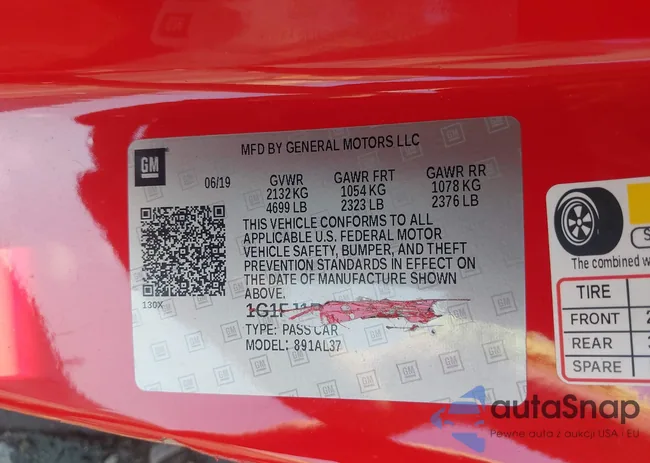 GM
MFD BY GENERAL MOTORS LLC
06/19
GVWR GAWR FRT GAWR RR
2132 KG 1054 KG 1078 KG
4699 LB 2323 LB 2376 LB
THIS VEHICLE CONFORMS TO ALL
APPLICABLE U.S. FEDERAL MOTOR
VEHICLE SAFETY, BUMPER, AND THEFT
PREVENTION STANDARDS IN EFFECT ON
THE DATE OF MANUFACTURE SHOWN
ABOVE.
130X
TYPE: PASS CAR
MODEL: 891AL37
The combined
TIRE
FRONT
REAR
SPARE
autaSnap
Pewne auta z aukcji USA · EU